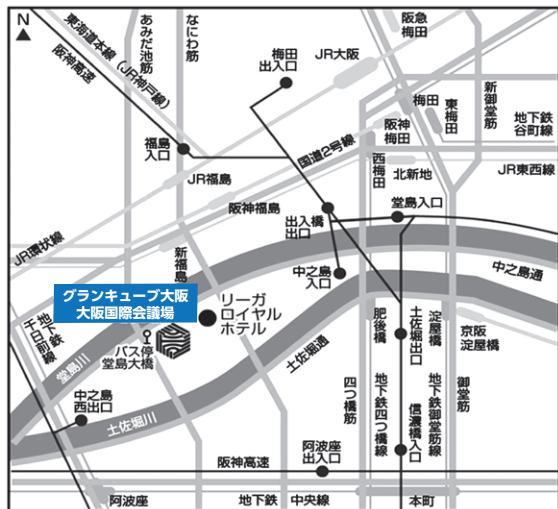 N
東海道本線（JR神戸線）
阪神高速
あみだ池筋
なにわ筋
梅田
出入口
JR大阪
阪急
梅田
新御堂筋
梅田
東梅田
地下鉄
谷町線
阪神
梅田
国道2号線
西梅田
北新地
JR東西線
福島
入口
JR福島
阪神福島
出入橋
出口
堂島入口
JR環状線
新福島
中之島
入口
中之島通
グランキューブ大阪
大阪国際会議場
リーガ
ロイヤル
ホテル
地下鉄
千日前線
バス停
堂島大橋
堂島川
土佐堀通
肥後橋
土佐堀出口
淀屋橋
京阪
淀屋橋
中之島
西出口
土佐堀川
四つ橋筋
地下鉄四つ橋線
信濃橋入口
地下鉄御堂筋線
御堂筋
阪神高速
阿波座
出入口
阿波座
地下鉄
中央線
本町